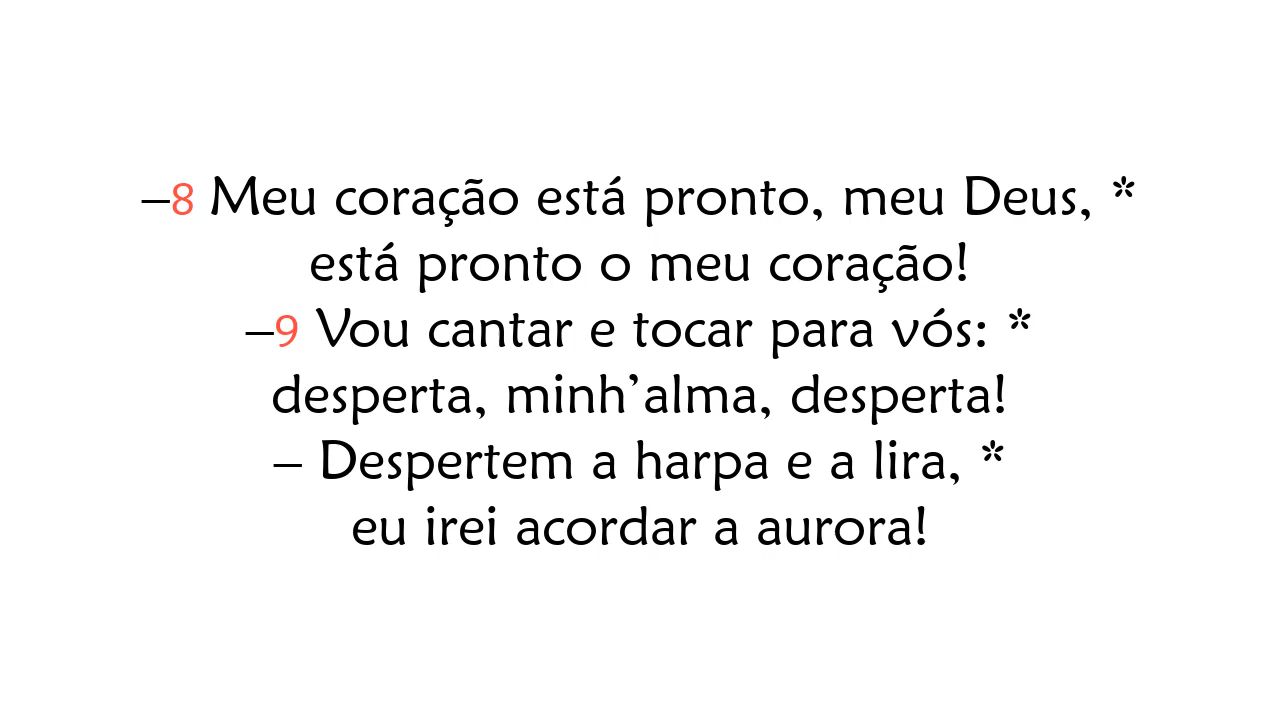 –8 Meu coração está pronto, meu Deus, *
está pronto o meu coração!
–9 Vou cantar e tocar para vós: *
desperta, minh’alma, desperta!
– Despertem a harpa e a lira, *
eu irei acordar a aurora!